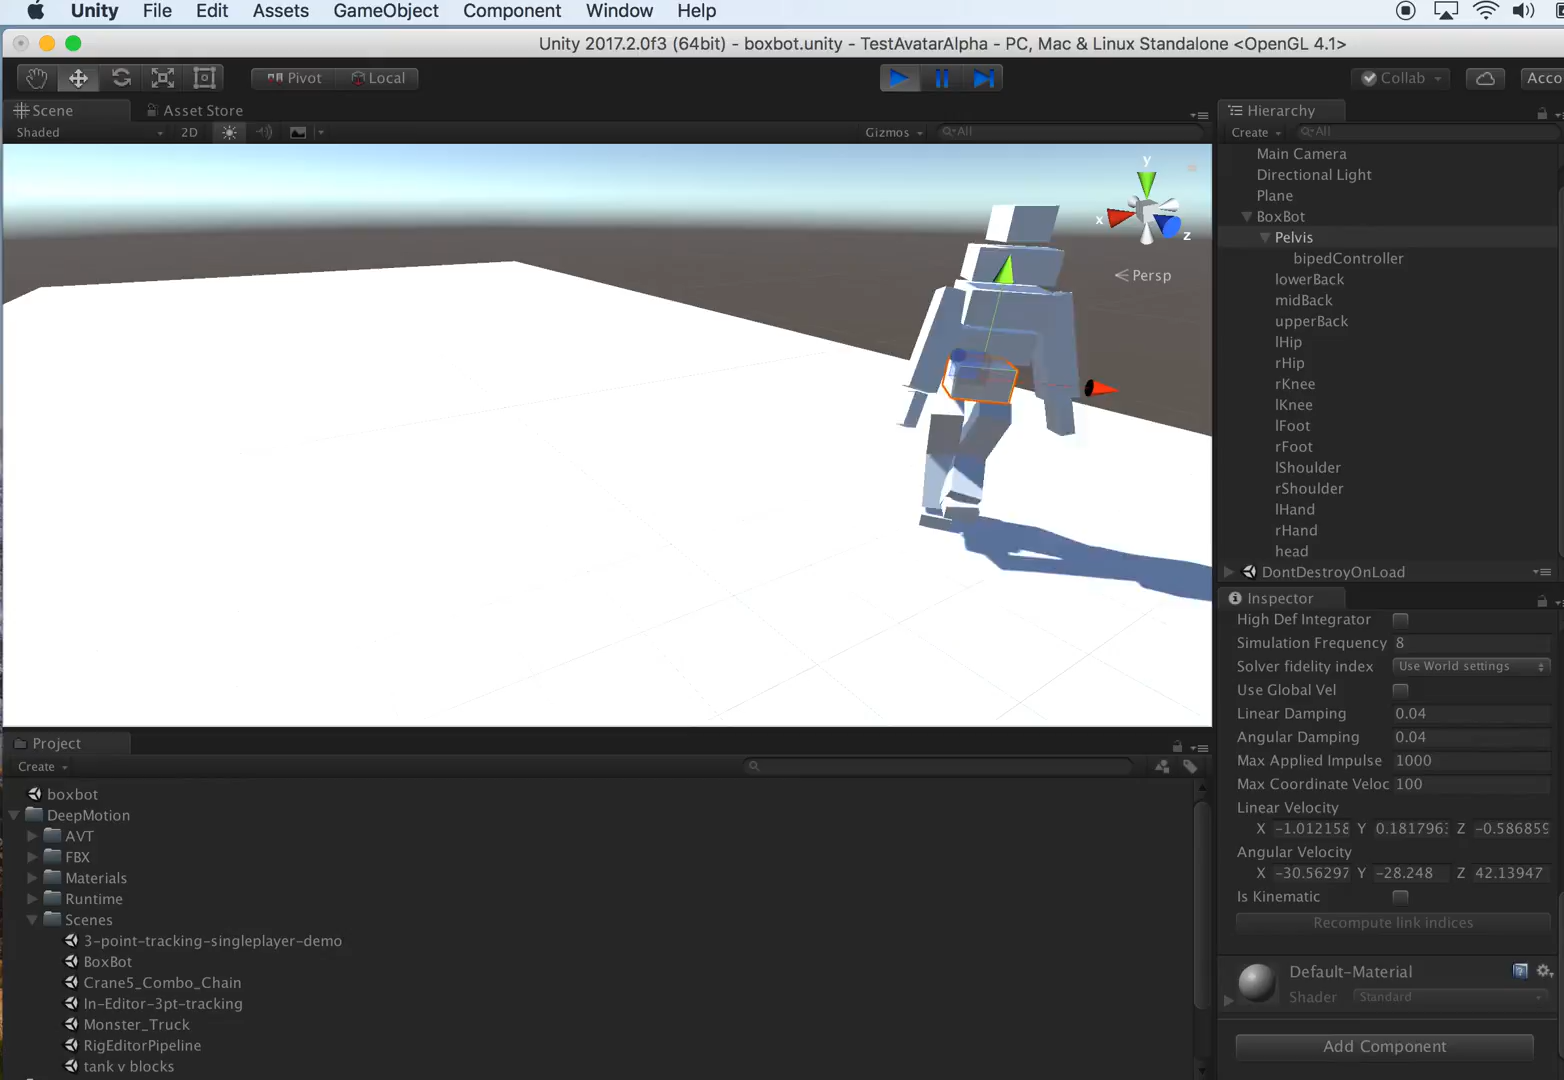 Unity File Edit Assets GameObject Component Window Help
Unity 2017.2.0f3 (64bit) - boxbot.unity - TestAvatarAlpha - PC, Mac & Linux Standalone <OpenGL 4.1>
Pivot Local Collab Acco
Scene Asset Store
Shaded 2D Gizmos All
y
x
z
Persp
Hierarchy
Create All
Main Camera
Directional Light
Plane
BoxBot
Pelvis
bipedController
lowerBack
midBack
upperBack
lHip
rHip
rKnee
lKnee
lFoot
rFoot
lShoulder
rShoulder
lHand
rHand
head
DontDestroyOnLoad
Inspector
High Def Integrator
Simulation Frequency 8
Solver fidelity index Use World settings
Use Global Vel
Linear Damping 0.04
Angular Damping 0.04
Max Applied Impulse 1000
Max Coordinate Veloc 100
Linear Velocity
X -1.012158 Y 0.181796 Z -0.586859
Angular Velocity
X -30.56297 Y -28.248 Z 42.13947
Is Kinematic
Recompute link indices
Default-Material
Shader Standard
Add Component
Project
Create
boxbot
DeepMotion
AVT
FBX
Materials
Runtime
Scenes
3-point-tracking-singleplayer-demo
BoxBot
Crane5_Combo_Chain
In-Editor-3pt-tracking
Monster_Truck
RigEditorPipeline
tank v blocks